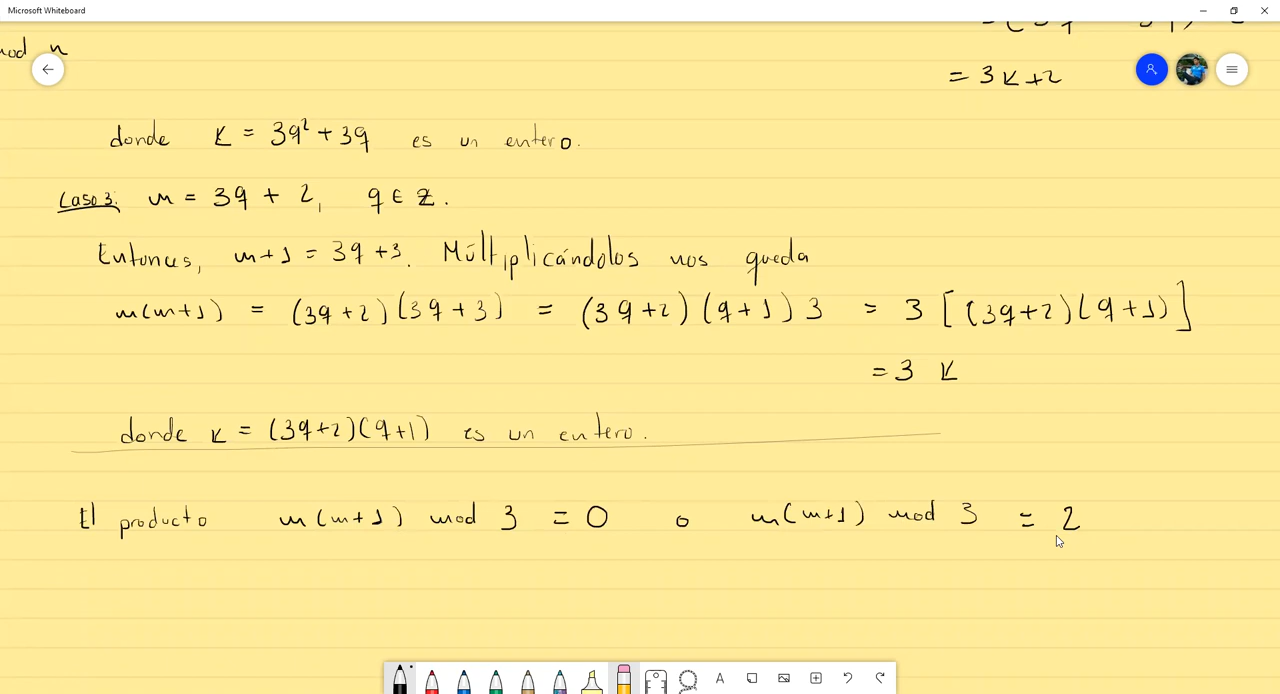 Microsoft Whiteboard
mod n
= 3K+2
donde K = 3q² + 3q es un entero.
Caso 3: m = 3q + 2, q ∈ Z.
Entonces, m+1 = 3q+3. Múltiplicándolos nos queda
m(m+1) = (3q+2)(3q+3) = (3q+2)(q+1)3 = 3[(3q+2)(q+1)]
= 3 K
donde K = (3q+2)(q+1) es un entero.
El producto m(m+1) mod 3 = 0 o m(m+1) mod 3 = 2